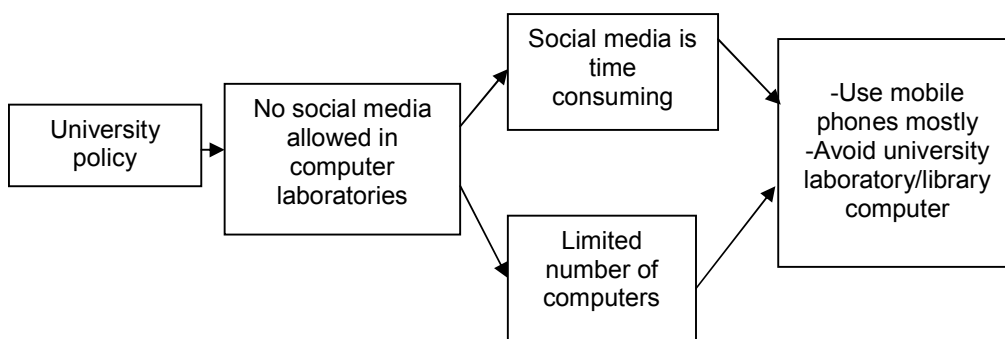 University
policy
No social media
allowed in
computer
laboratories
Social media is
time
consuming
Limited
number of
computers
-Use mobile
phones mostly
-Avoid university
laboratory/library
computer